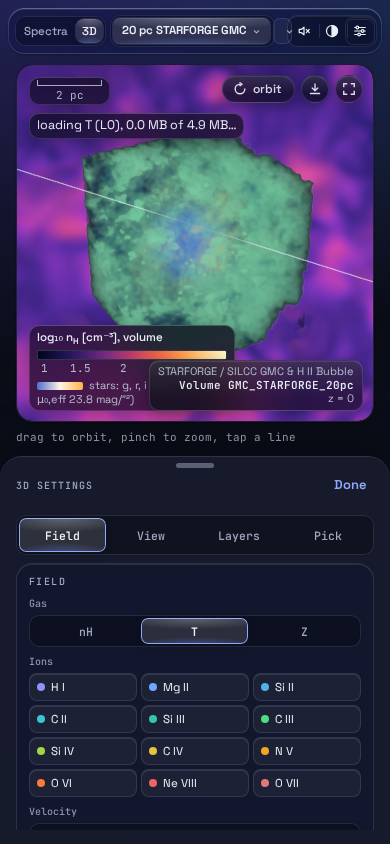 Spectra 3D 20 pc STARFORGE GMC
2 pc
orbit
loading T (L0), 0.0 MB of 4.9 MB…
log₁₀ nH [cm⁻³], volume
1 1.5 2
stars: g, r, i
μ₀,eff 23.8 mag/″²)
STARFORGE / SILCC GMC & H II Bubble
Volume GMC_STARFORGE_20pc
z = 0
drag to orbit, pinch to zoom, tap a line
3D SETTINGS
Done
Field View Layers Pick
FIELD
Gas
nH T Z
Ions
H I Mg II Si II
C II Si III C III
Si IV C IV N V
O VI Ne VIII O VII
Velocity